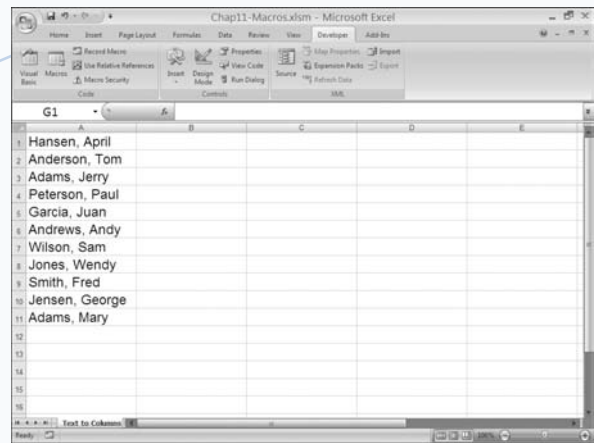 Chap11-Macros.xlsm - Microsoft Excel
Home Insert Page Layout Formulas Data Review View Developer Add-Ins
Visual Basic
Macros
Record Macro
Use Relative References
Macro Security
Code
Insert
Design Mode
Properties
View Code
Run Dialog
Controls
Source
Map Properties
Expansion Packs
Refresh Data
Import
Export
XML
G1
fx
A B C D E
1 Hansen, April
2 Anderson, Tom
3 Adams, Jerry
4 Peterson, Paul
5 Garcia, Juan
6 Andrews, Andy
7 Wilson, Sam
8 Jones, Wendy
9 Smith, Fred
10 Jensen, George
11 Adams, Mary
12
13
14
15
16
Text to Columns
Ready
100%